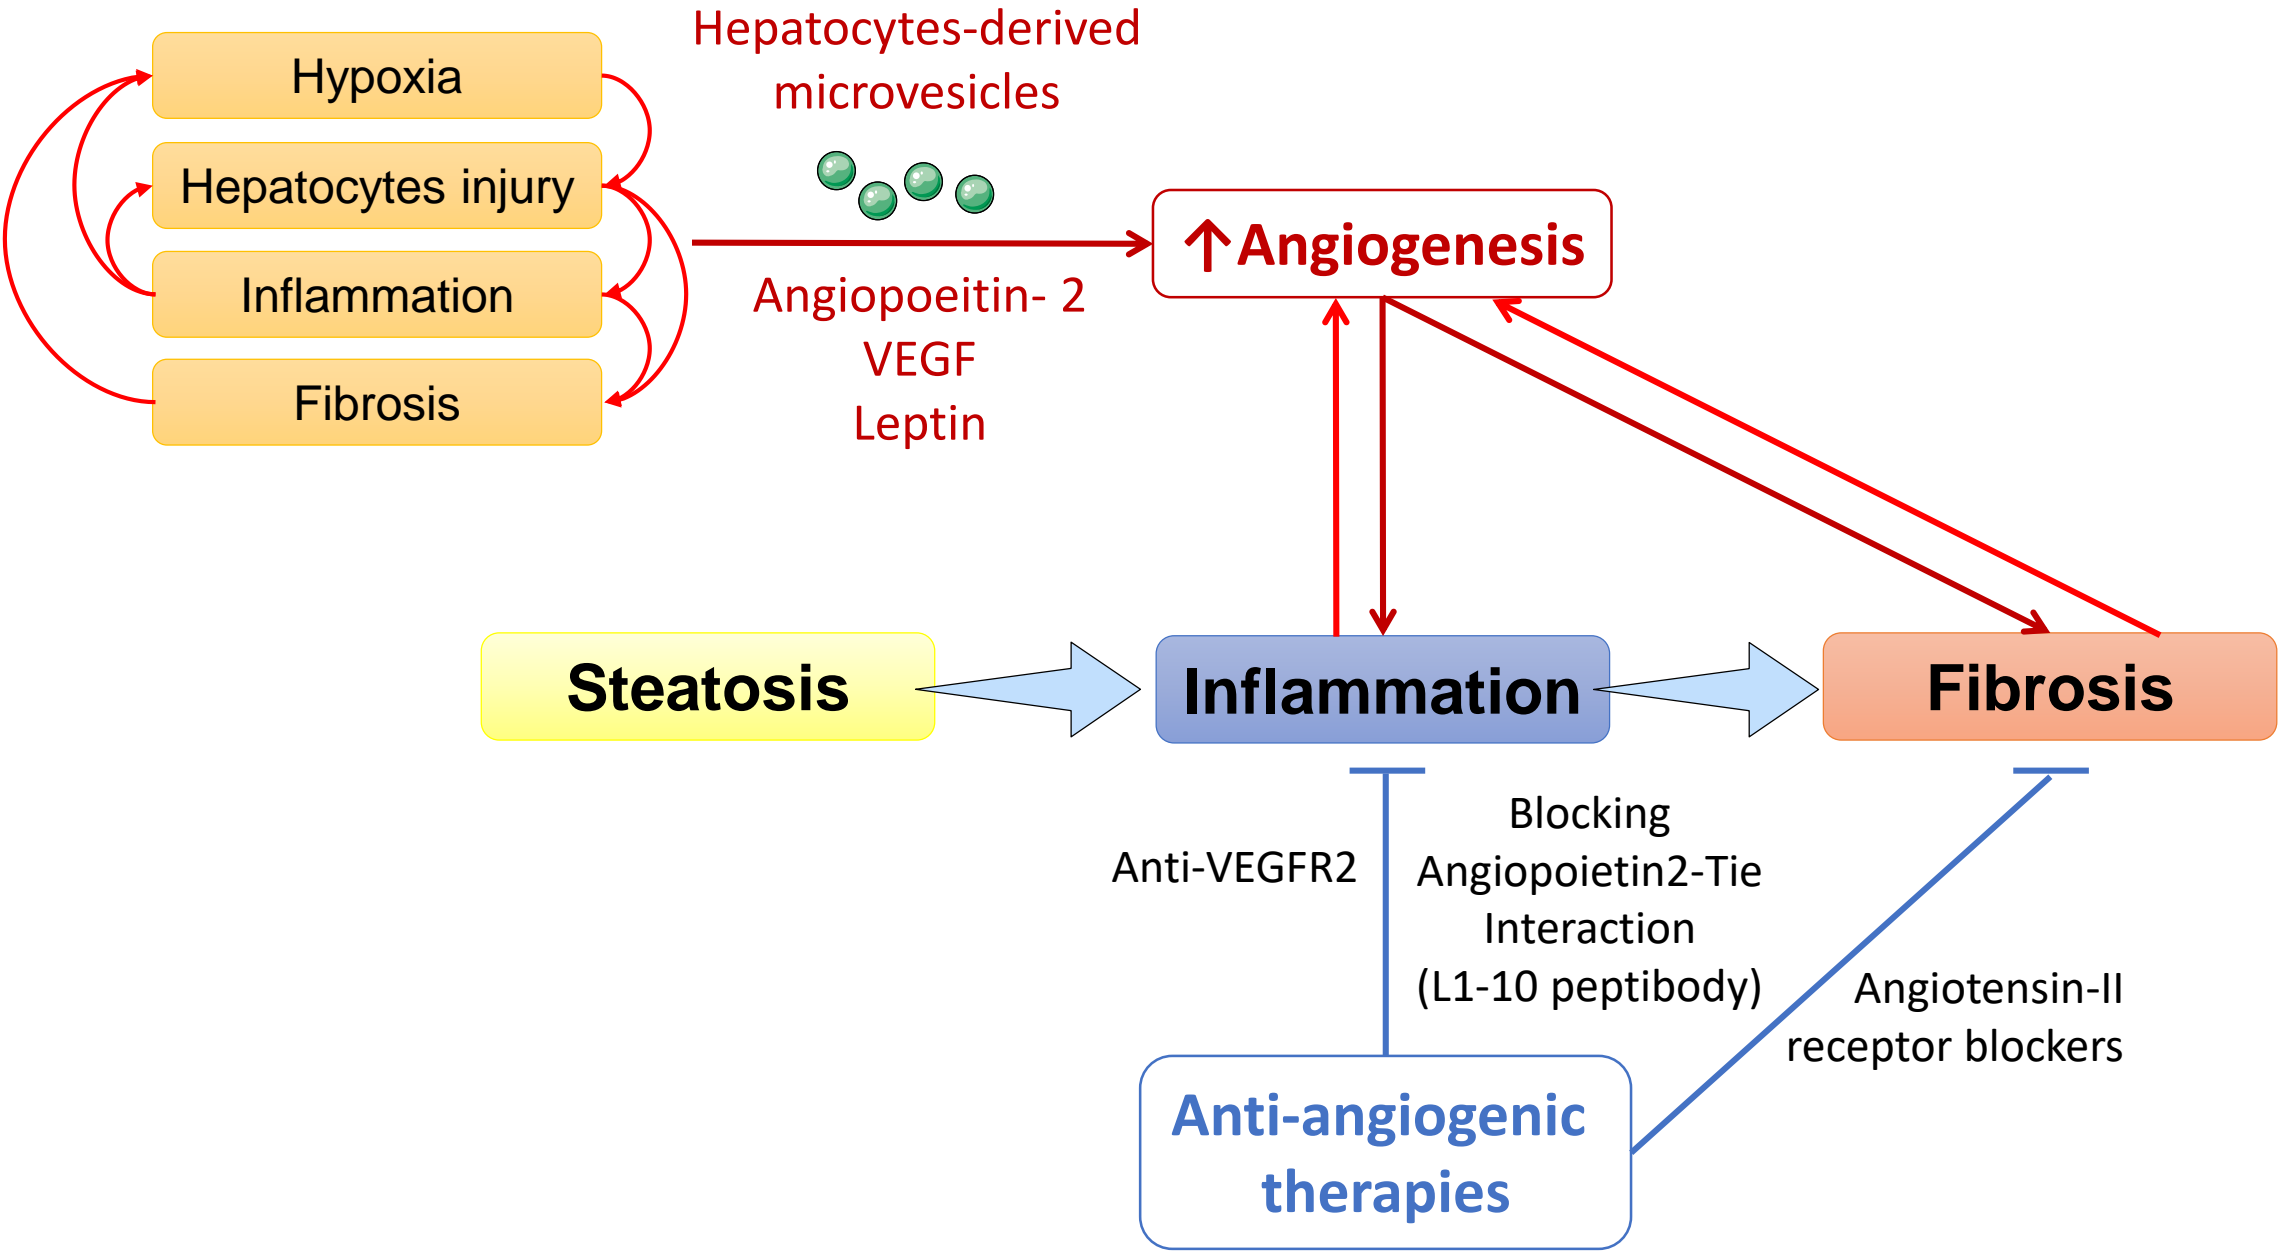 Hypoxia
Hepatocytes injury
Inflammation
Fibrosis
Hepatocytes-derived
microvesicles
Angiopoeitin- 2
VEGF
Leptin
↑Angiogenesis
Steatosis
Inflammation
Fibrosis
Anti-VEGFR2
Blocking
Angiopoietin2-Tie
Interaction
(L1-10 peptibody)
Angiotensin-II
receptor blockers
Anti-angiogenic
therapies